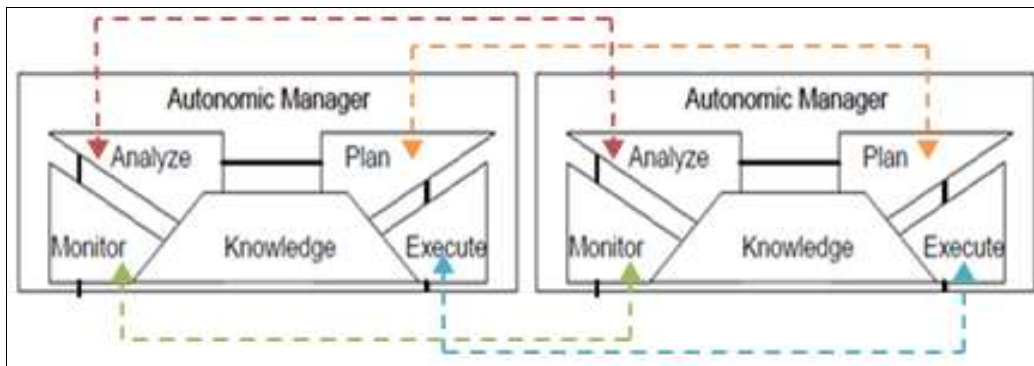 Autonomic Manager
Analyze
Plan
Monitor
Knowledge
Execute
Autonomic Manager
Analyze
Plan
Monitor
Knowledge
Execute